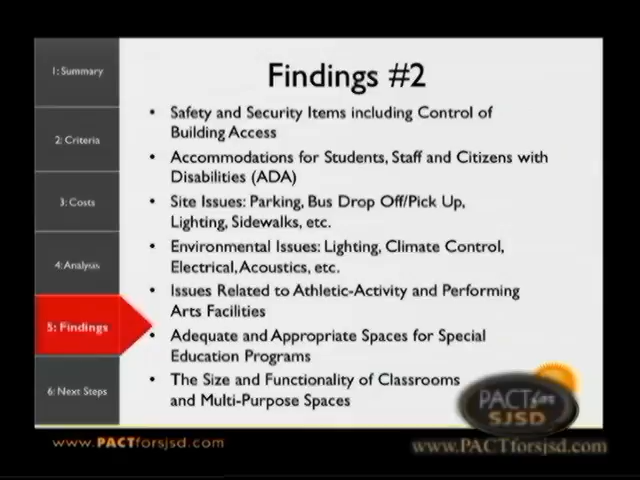 1: Summary
2: Criteria
3: Costs
4: Analysis
5: Findings
6: Next Steps
Findings #2
• Safety and Security Items including Control of
Building Access
• Accommodations for Students, Staff and Citizens with
Disabilities (ADA)
• Site Issues: Parking, Bus Drop Off/Pick Up,
Lighting, Sidewalks, etc.
• Environmental Issues: Lighting, Climate Control,
Electrical, Acoustics, etc.
• Issues Related to Athletic-Activity and Performing
Arts Facilities
• Adequate and Appropriate Spaces for Special
Education Programs
• The Size and Functionality of Classrooms
and Multi-Purpose Spaces
PACT for
SJSD
www.PACTforsjsd.com
www.PACTforsjsd.com